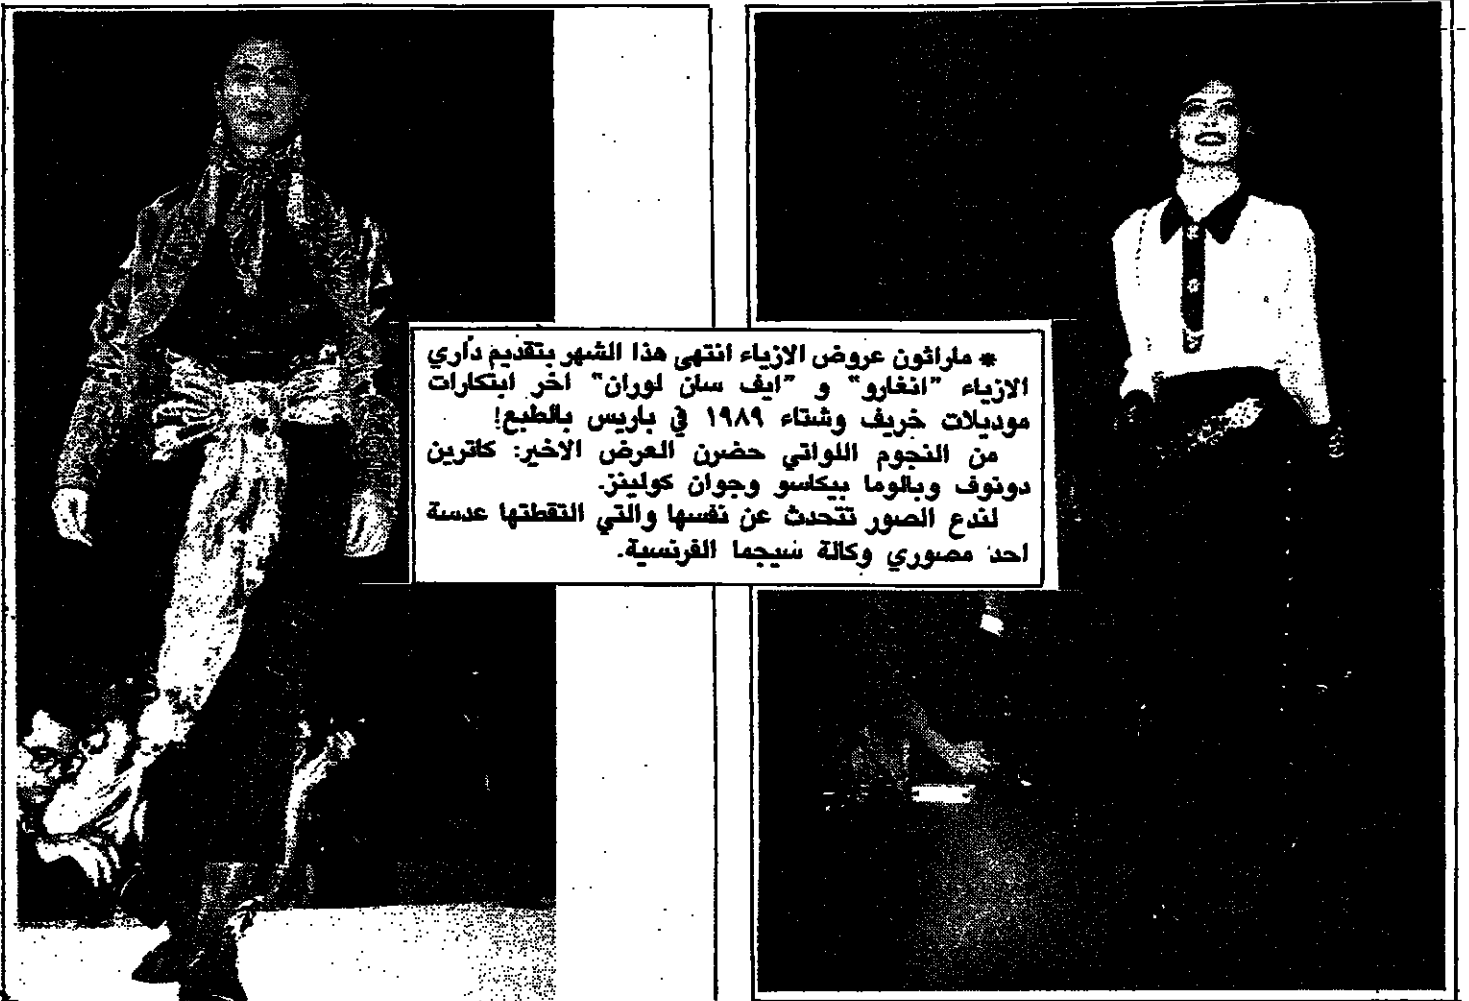 * ماراثون عروض الازياء انتهى هذا الشهر بتقديم داري
الازياء "انغارو" و "ايف سان لوران" اخر ابتكارات
موديلات خريف وشتاء ١٩٨٩ في باريس بالطبع!
من النجوم اللواتي حضرن العرض الاخير: كاترين
دونوف وبالوما بيكاسو وجوان كولينز.
لندع الصور تتحدث عن نفسها والتي التقطتها عدسة
احد مصوري وكالة سيجما الفرنسية.